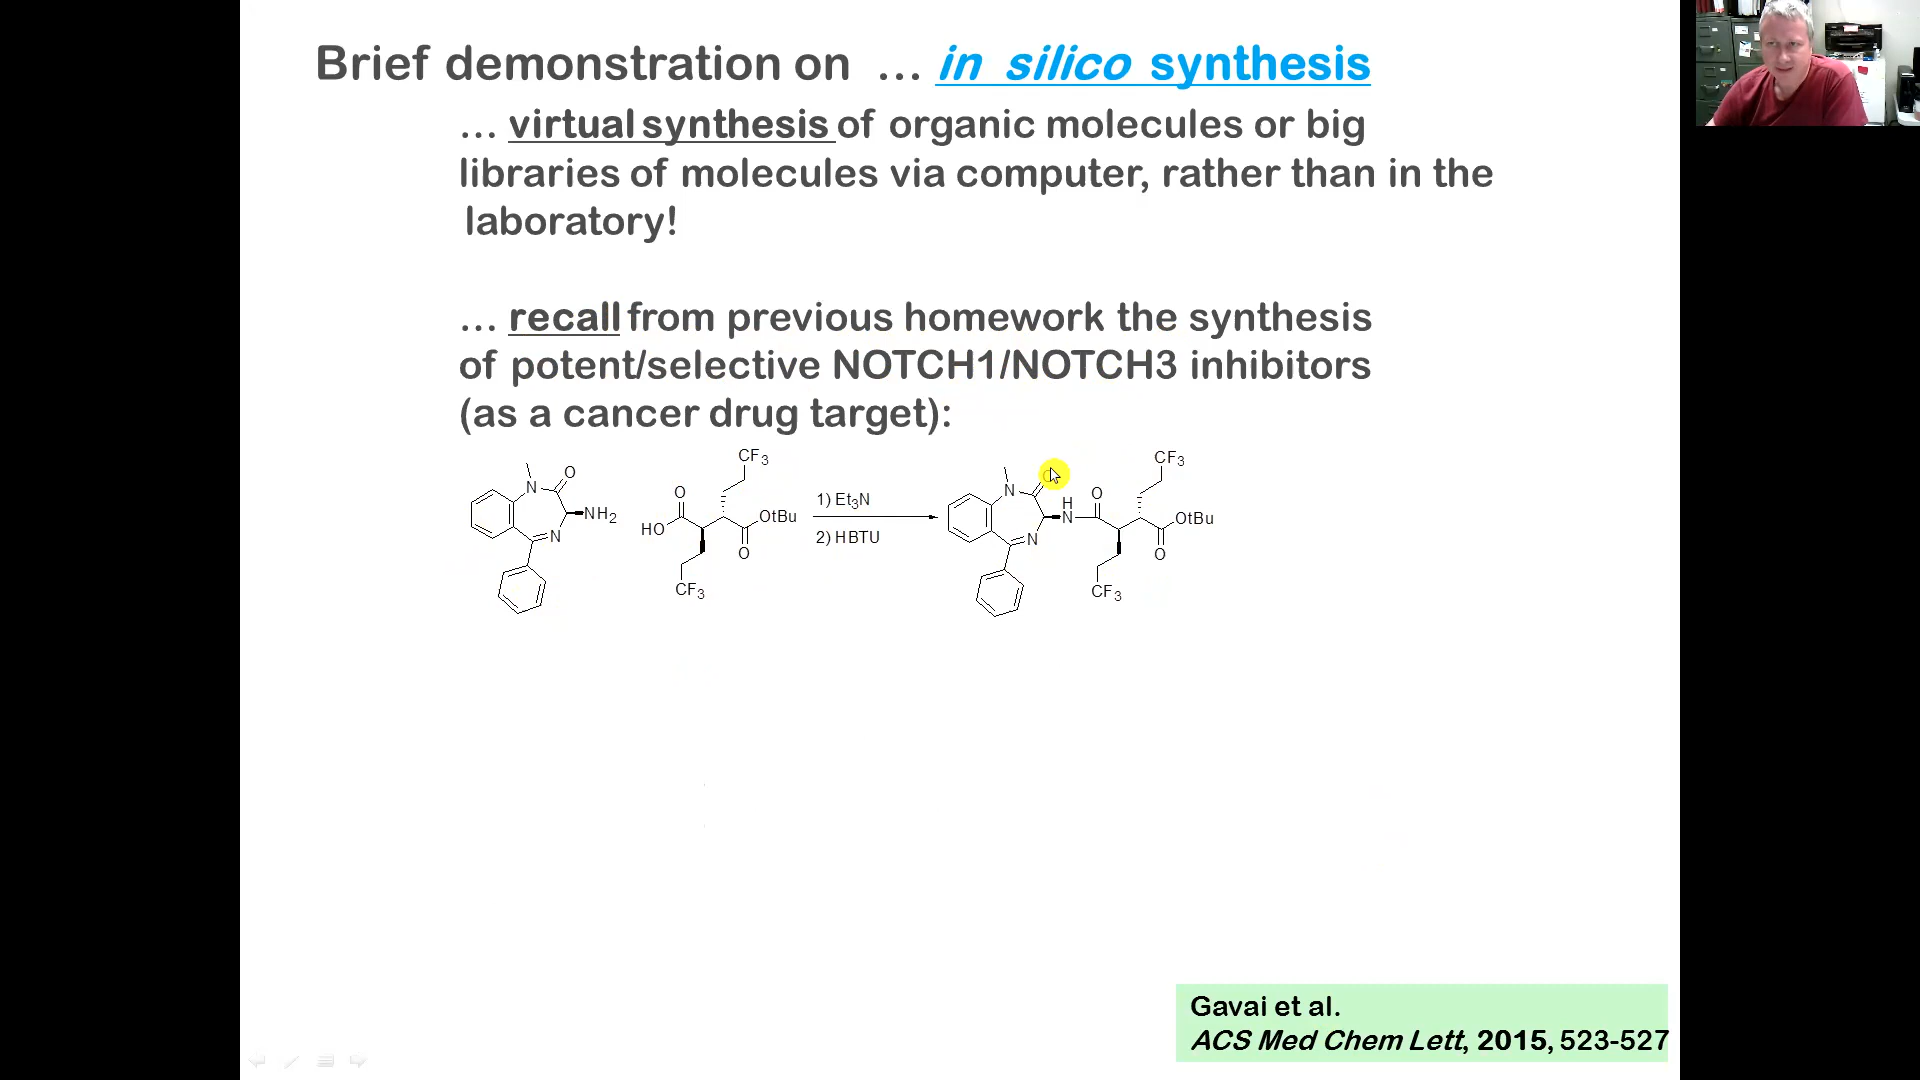 Brief demonstration on ... in silico synthesis
... virtual synthesis of organic molecules or big
libraries of molecules via computer, rather than in the
laboratory!
... recall from previous homework the synthesis
of potent/selective NOTCH1/NOTCH3 inhibitors
(as a cancer drug target):
N
O
NH2
N
CF3
O
HO
OtBu
O
CF3
1) Et3N
2) HBTU
N
H
N
N
O
CF3
OtBu
O
CF3
Gavai et al.
ACS Med Chem Lett, 2015, 523-527